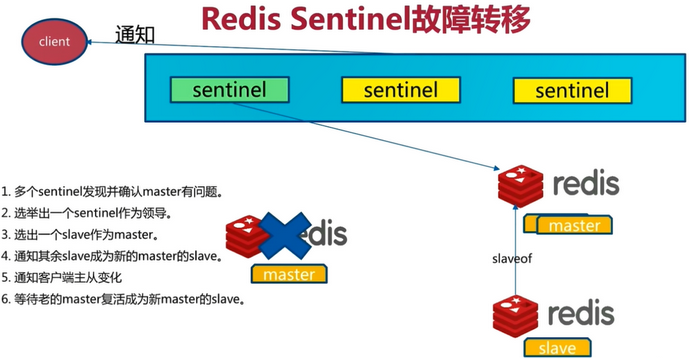 Redis Sentinel故障转移
client
通知
sentinel
sentinel
sentinel
redis
master
1. 多个sentinel发现并确认master有问题。
2. 选举出一个sentinel作为领导。
3. 选出一个slave作为master。
4. 通知其余slave成为新的master的slave。
5. 通知客户端主从变化
6. 等待老的master复活成为新master的slave。
edis
master
slaveof
redis
slave